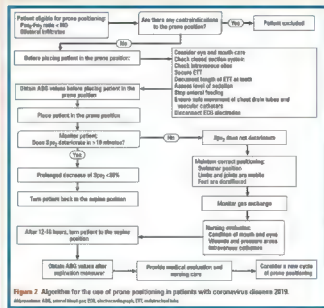 Patient eligible for prone positioning:
Pao₂-Fio₂ ratio < 150
Bilateral infiltrates
Are there any contraindications
to the prone position?
Yes
Patient excluded
No
Before placing patient in the prone position:
Consider eye and mouth care
Check closed suction system
Check intravenous sites
Secure ETT
Document length of ETT at teeth
Assess level of sedation
Stop enteral feeding
Ensure safe movement of chest drain tubes and
vascular catheters
Disconnect ECG electrodes
Obtain ABG values before placing patient in the
prone position
Place patient in the prone position
Monitor patient:
Does Spo₂ deteriorate in > 10 minutes?
No
Spo₂ does not deteriorate
Yes
Prolonged decrease of Spo₂ <80%
Turn patient back to the supine position
Maintain correct positioning:
Swimmer position
Limbs and joints are mobile
Feet are
Monitor gas exchange
Nursing evaluation:
Condition of mouth and eyes
Wounds and pressure areas
Intravenous catheters
After 12-16 hours, turn patient to the supine
position
Obtain ABG values after
Provide medical evaluation and
nursing care
Consider a new cycle
of prone positioning
Figure 2 Algorithm for the use of prone positioning in patients with coronavirus disease 2019.
Abbreviations: ABG, arterial blood gas; ECG, electrocardiograph; ETT, endotracheal tube